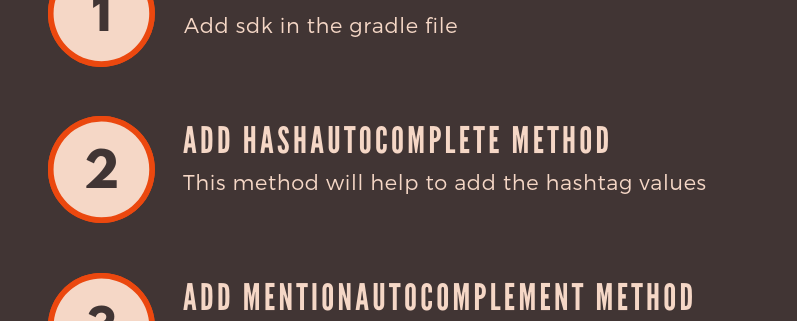 1
Add sdk in the gradle file
2
ADD HASHAUTOCOMPLETE METHOD
This method will help to add the hashtag values
3
ADD MENTIONAUTOCOMPLEMENT METHOD